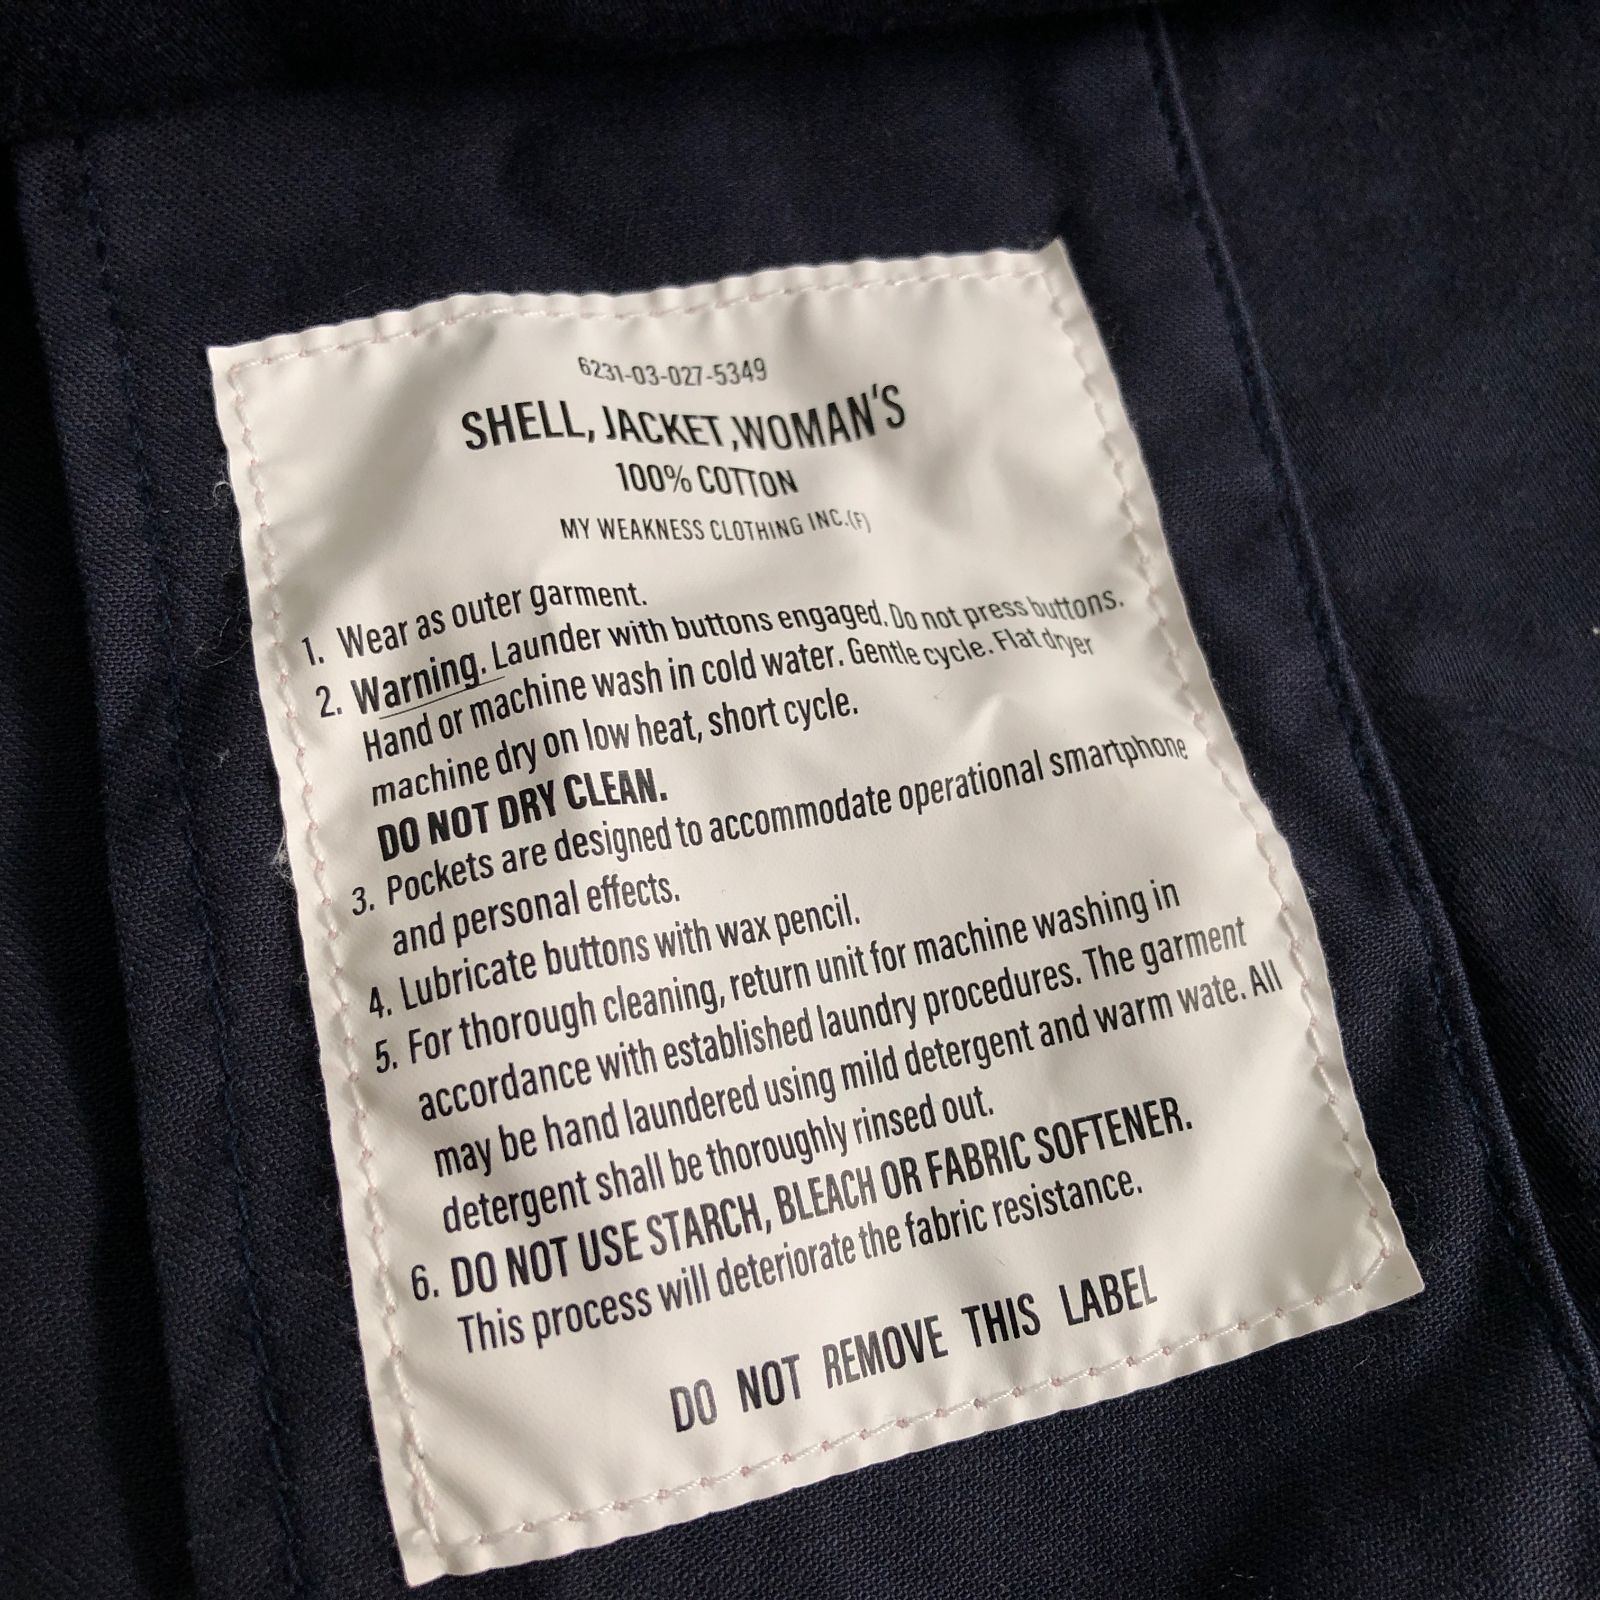 6231-03-027-5349
SHELL, JACKET ,WOMAN'S
100% COTTON
MY WEAKNESS CLOTHING INC.(F)
1. Wear as outer garment.
2. Warning. Launder with buttons engaged. Do not press buttons.
Hand or machine wash in cold water. Gentle cycle. Flat dryer
machine dry on low heat, short cycle.
DO NOT DRY CLEAN.
3. Pockets are designed to accommodate operational smartphone
and personal effects.
4. Lubricate buttons with wax pencil.
5. For thorough cleaning, return unit for machine washing in
accordance with established laundry procedures. The garment
may be hand laundered using mild detergent and warm wate. All
detergent shall be thoroughly rinsed out.
6. DO NOT USE STARCH, BLEACH OR FABRIC SOFTENER.
This process will deteriorate the fabric resistance.
DO NOT REMOVE THIS LABEL